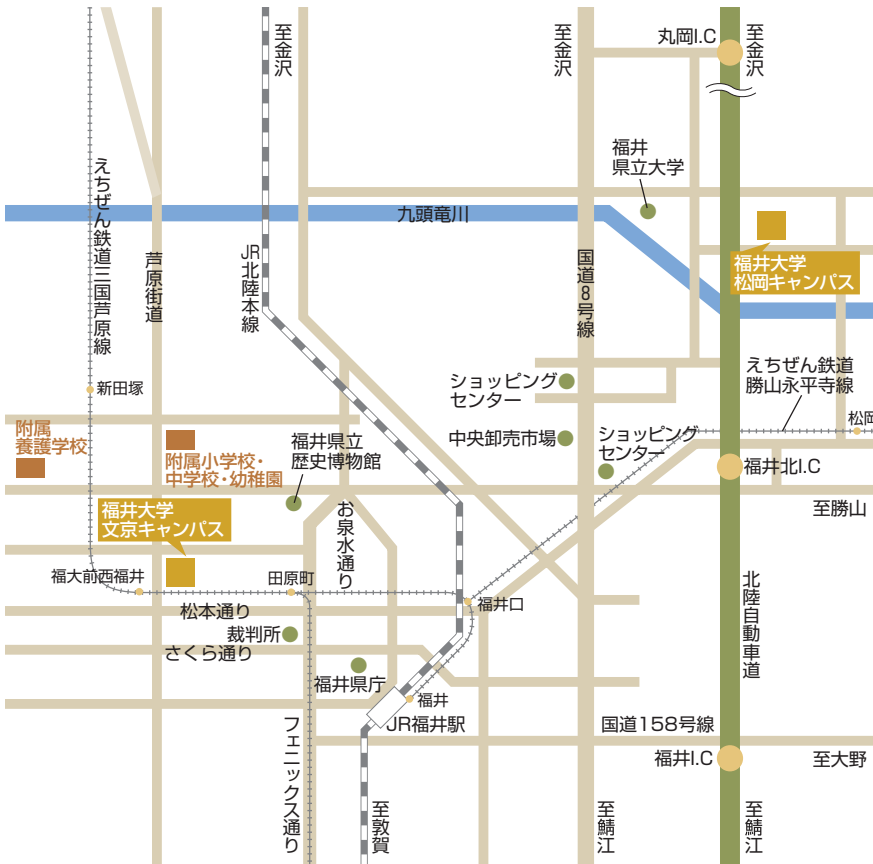 至金沢
至金沢
丸岡I.C
至金沢
福井
県立大学
えちぜん鉄道三国芦原線
九頭竜川
芦原街道
JR北陸本線
国道8号線
福井大学
松岡キャンパス
新田塚
ショッピング
センター
えちぜん鉄道
勝山永平寺線
松岡
附属
養護学校
附属小学校・
中学校・幼稚園
福井県立
歴史博物館
中央卸売市場
ショッピング
センター
福井北I.C
至勝山
福井大学
文京キャンパス
お泉水通り
福大前西福井
田原町
福井口
北陸自動車道
松本通り
裁判所
さくら通り
福井県庁
福井
JR福井駅
国道158号線
フェニックス通り
福井I.C
至大野
至敦賀
至鯖江
至鯖江